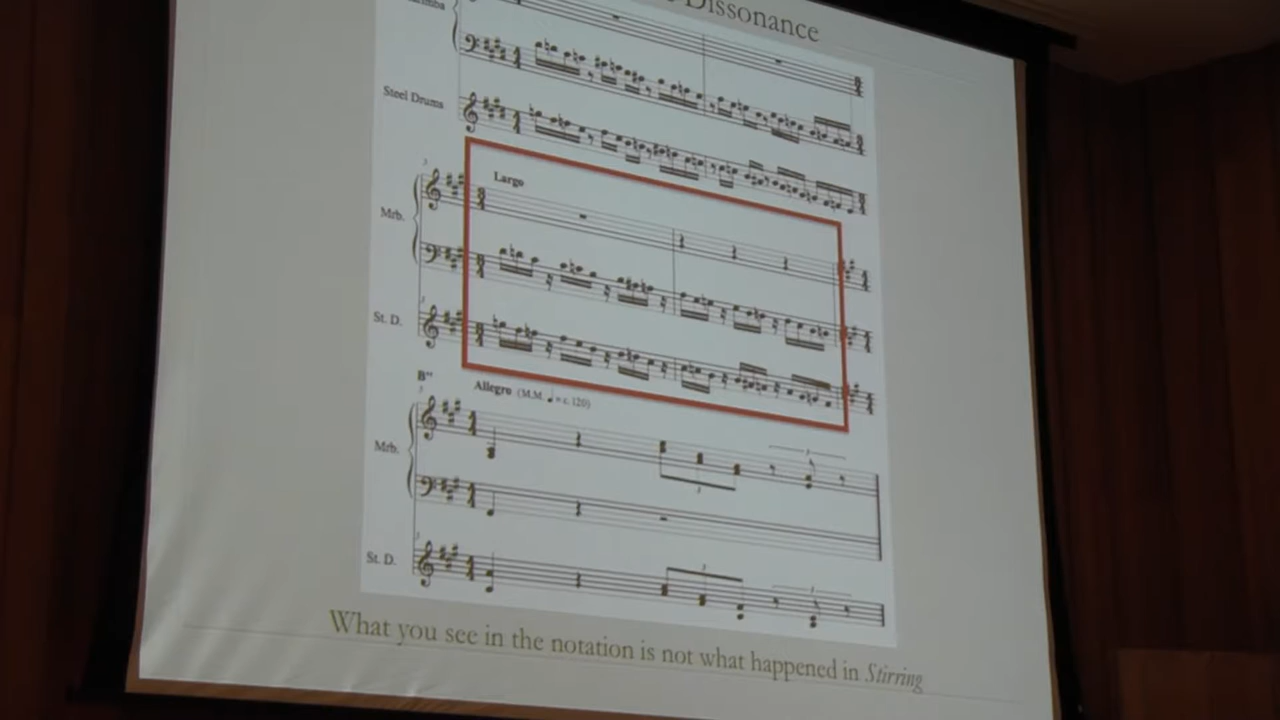 Dissonance
Steel Drums
Largo
Mrb.
St. D.
B"
Allegro (M.M. ♩ = c. 120)
Mrb.
St. D.
What you see in the notation is not what happened in Stirring